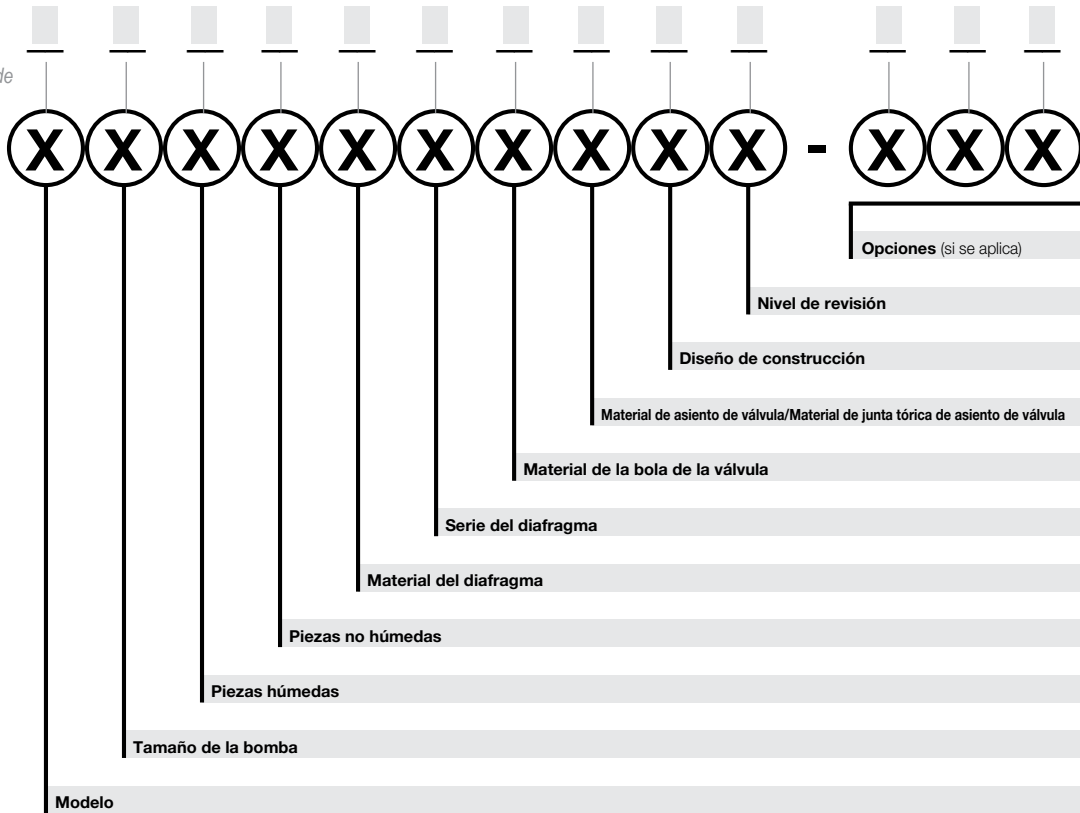 de
X X X X X X X X X X - X X X
Opciones (si se aplica)
Nivel de revisión
Diseño de construcción
Material de asiento de válvula/Material de junta tórica de asiento de válvula
Material de la bola de la válvula
Serie del diafragma
Material del diafragma
Piezas no húmedas
Piezas húmedas
Tamaño de la bomba
Modelo